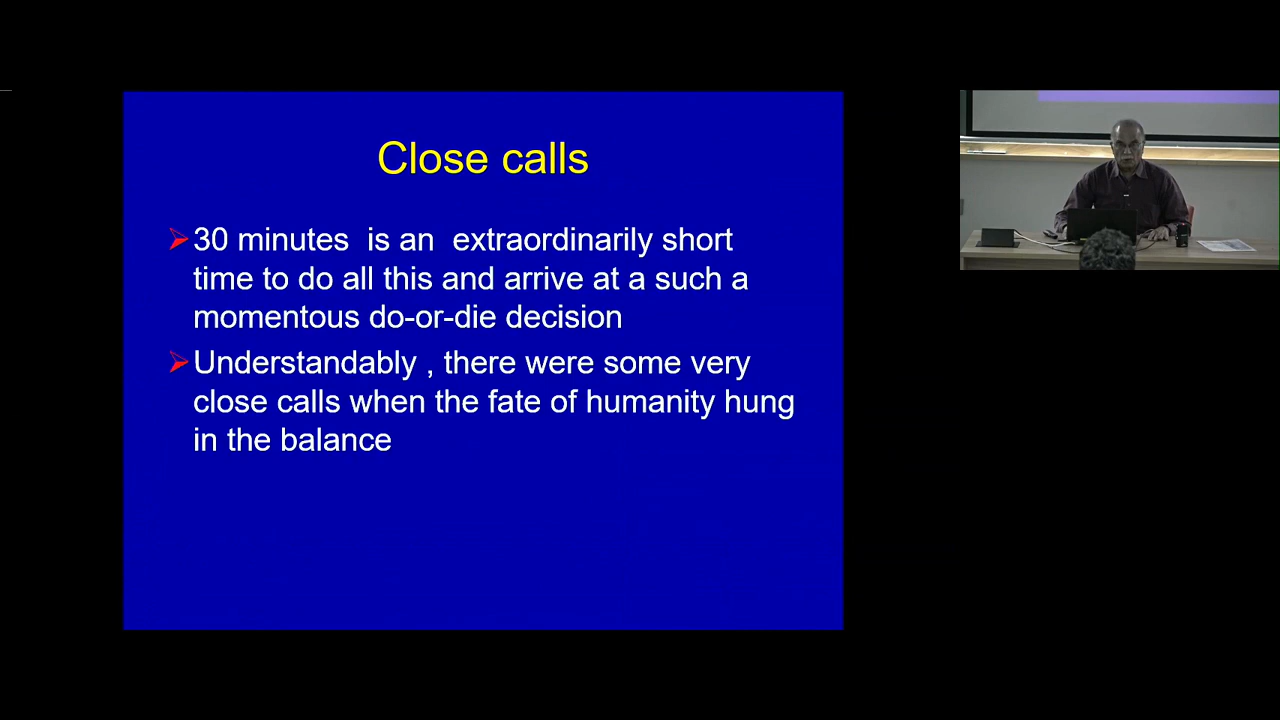 Close calls
30 minutes  is an  extraordinarily short
time to do all this and arrive at a such a
momentous do-or-die decision
Understandably , there were some very
close calls when the fate of humanity hung
in the balance